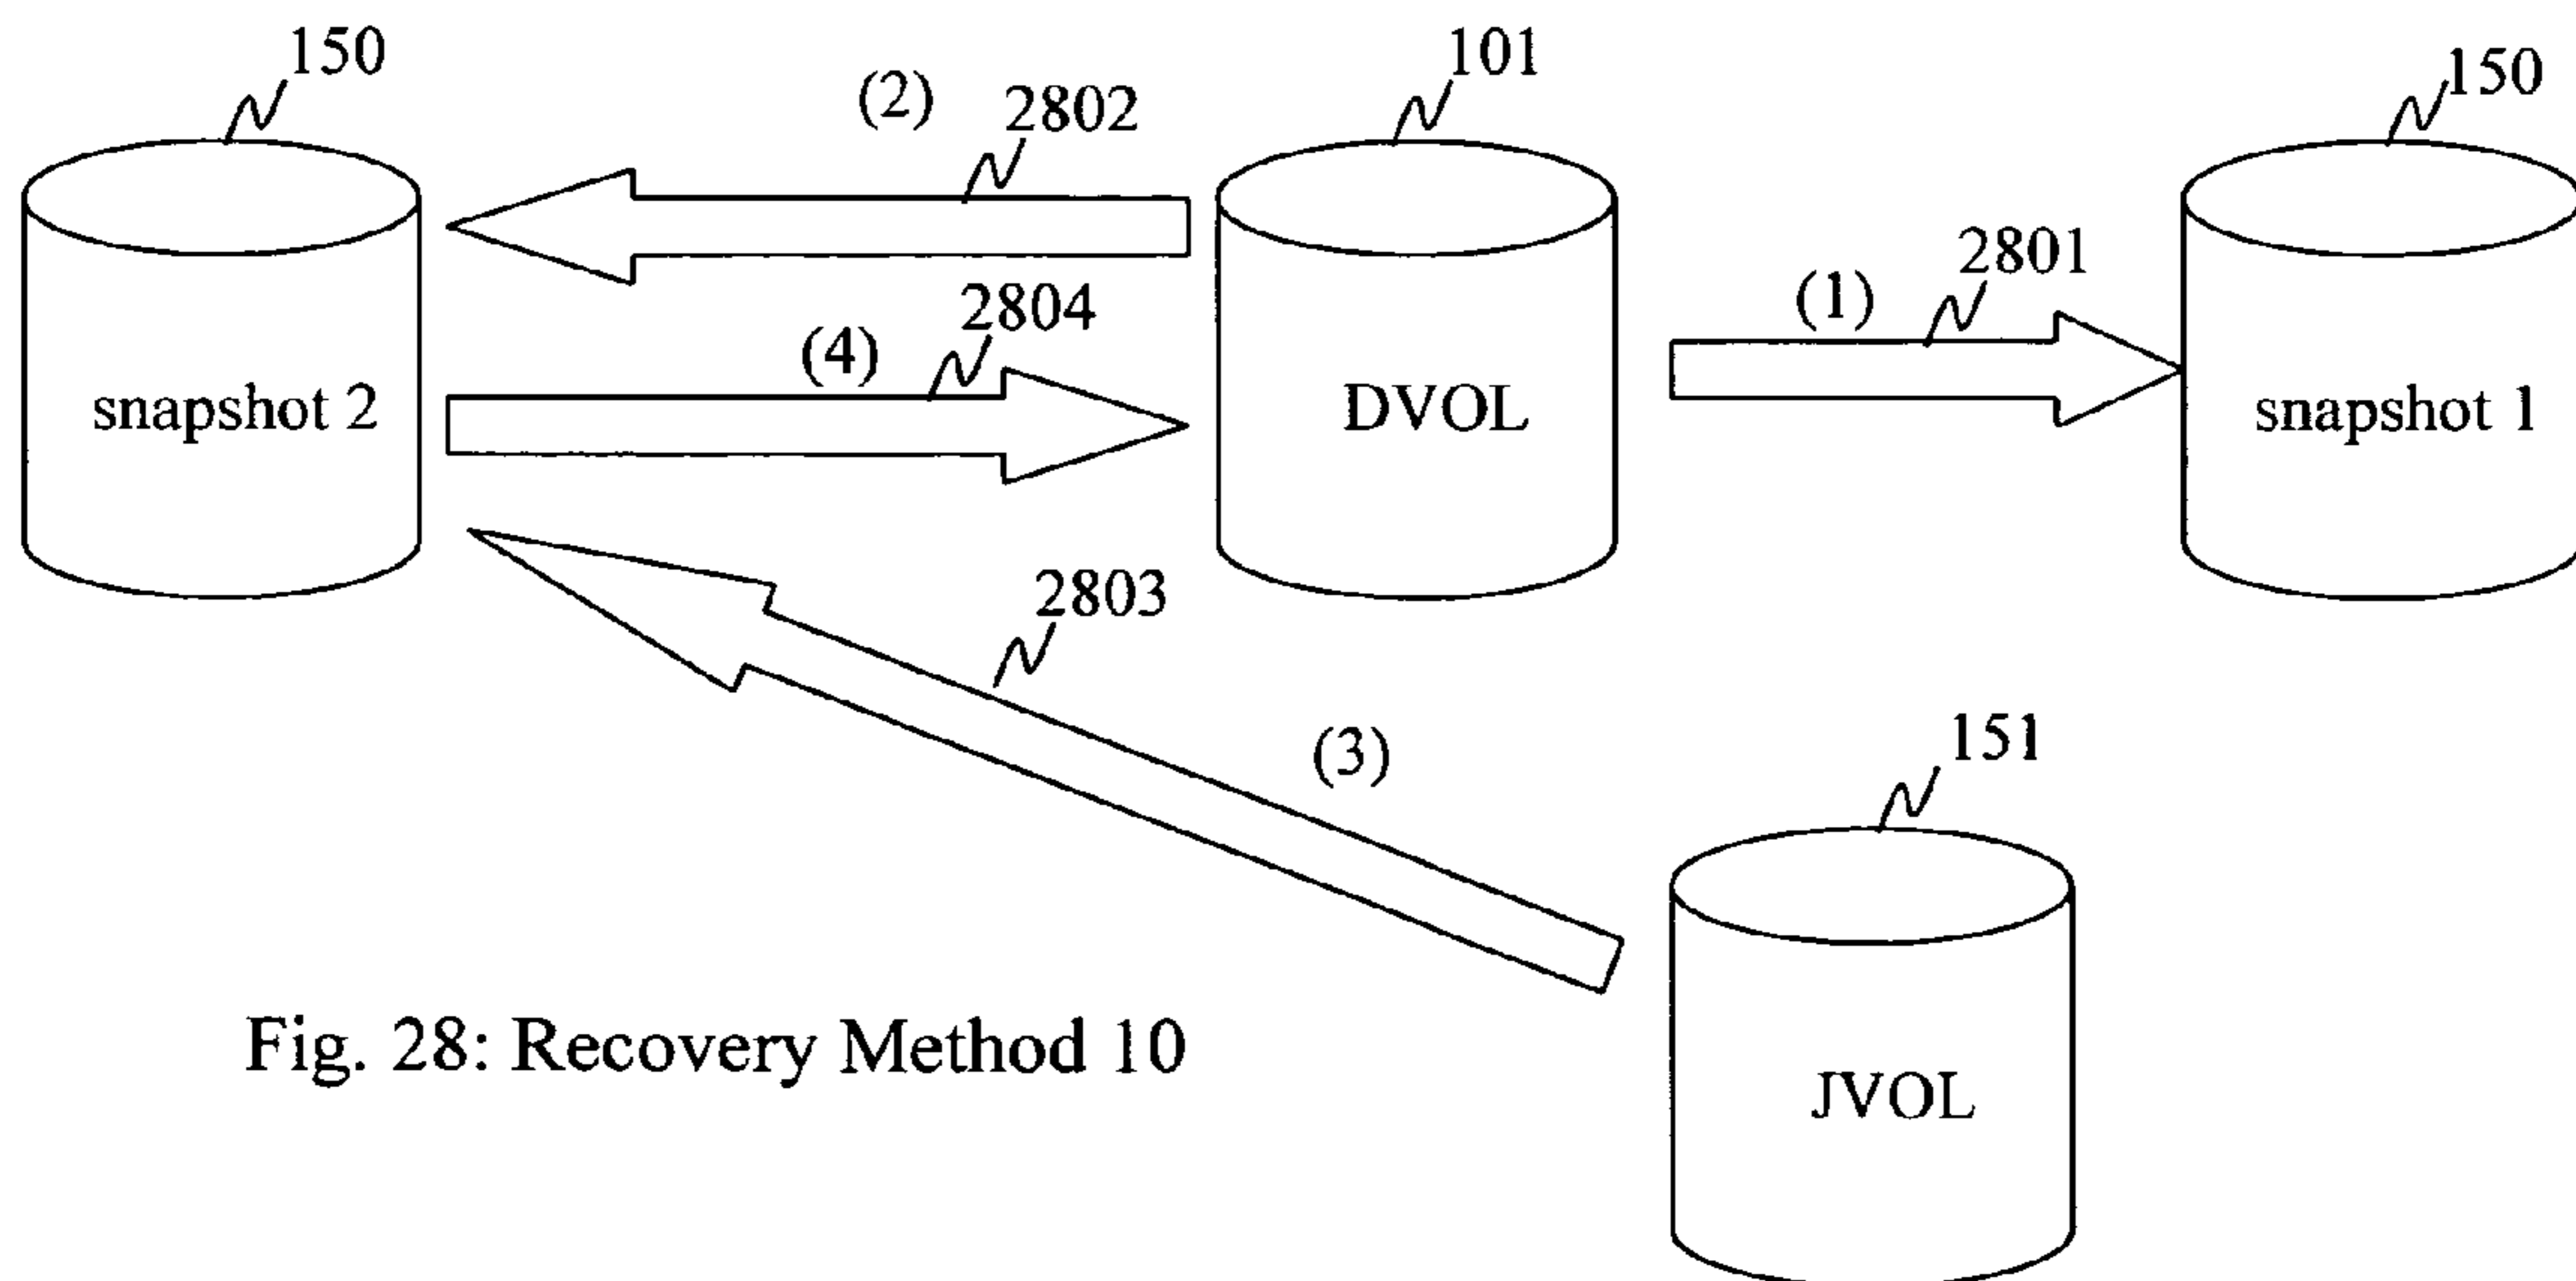 150
101
150
(2)
2802
2801
(1)
2804
(4)
snapshot 2
DVOL
snapshot 1
2803
(3)
151
Fig. 28: Recovery Method 10
JVOL